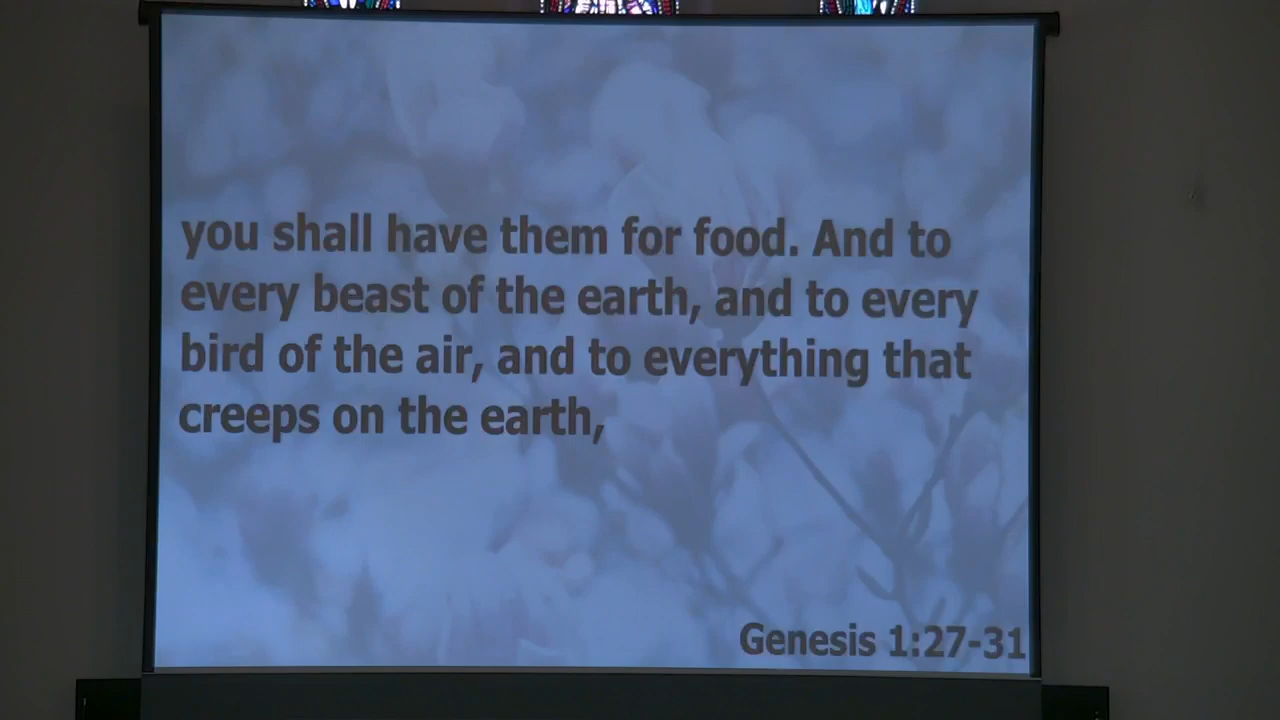 you shall have them for food. And to
every beast of the earth, and to every
bird of the air, and to everything that
creeps on the earth,
Genesis 1:27-31